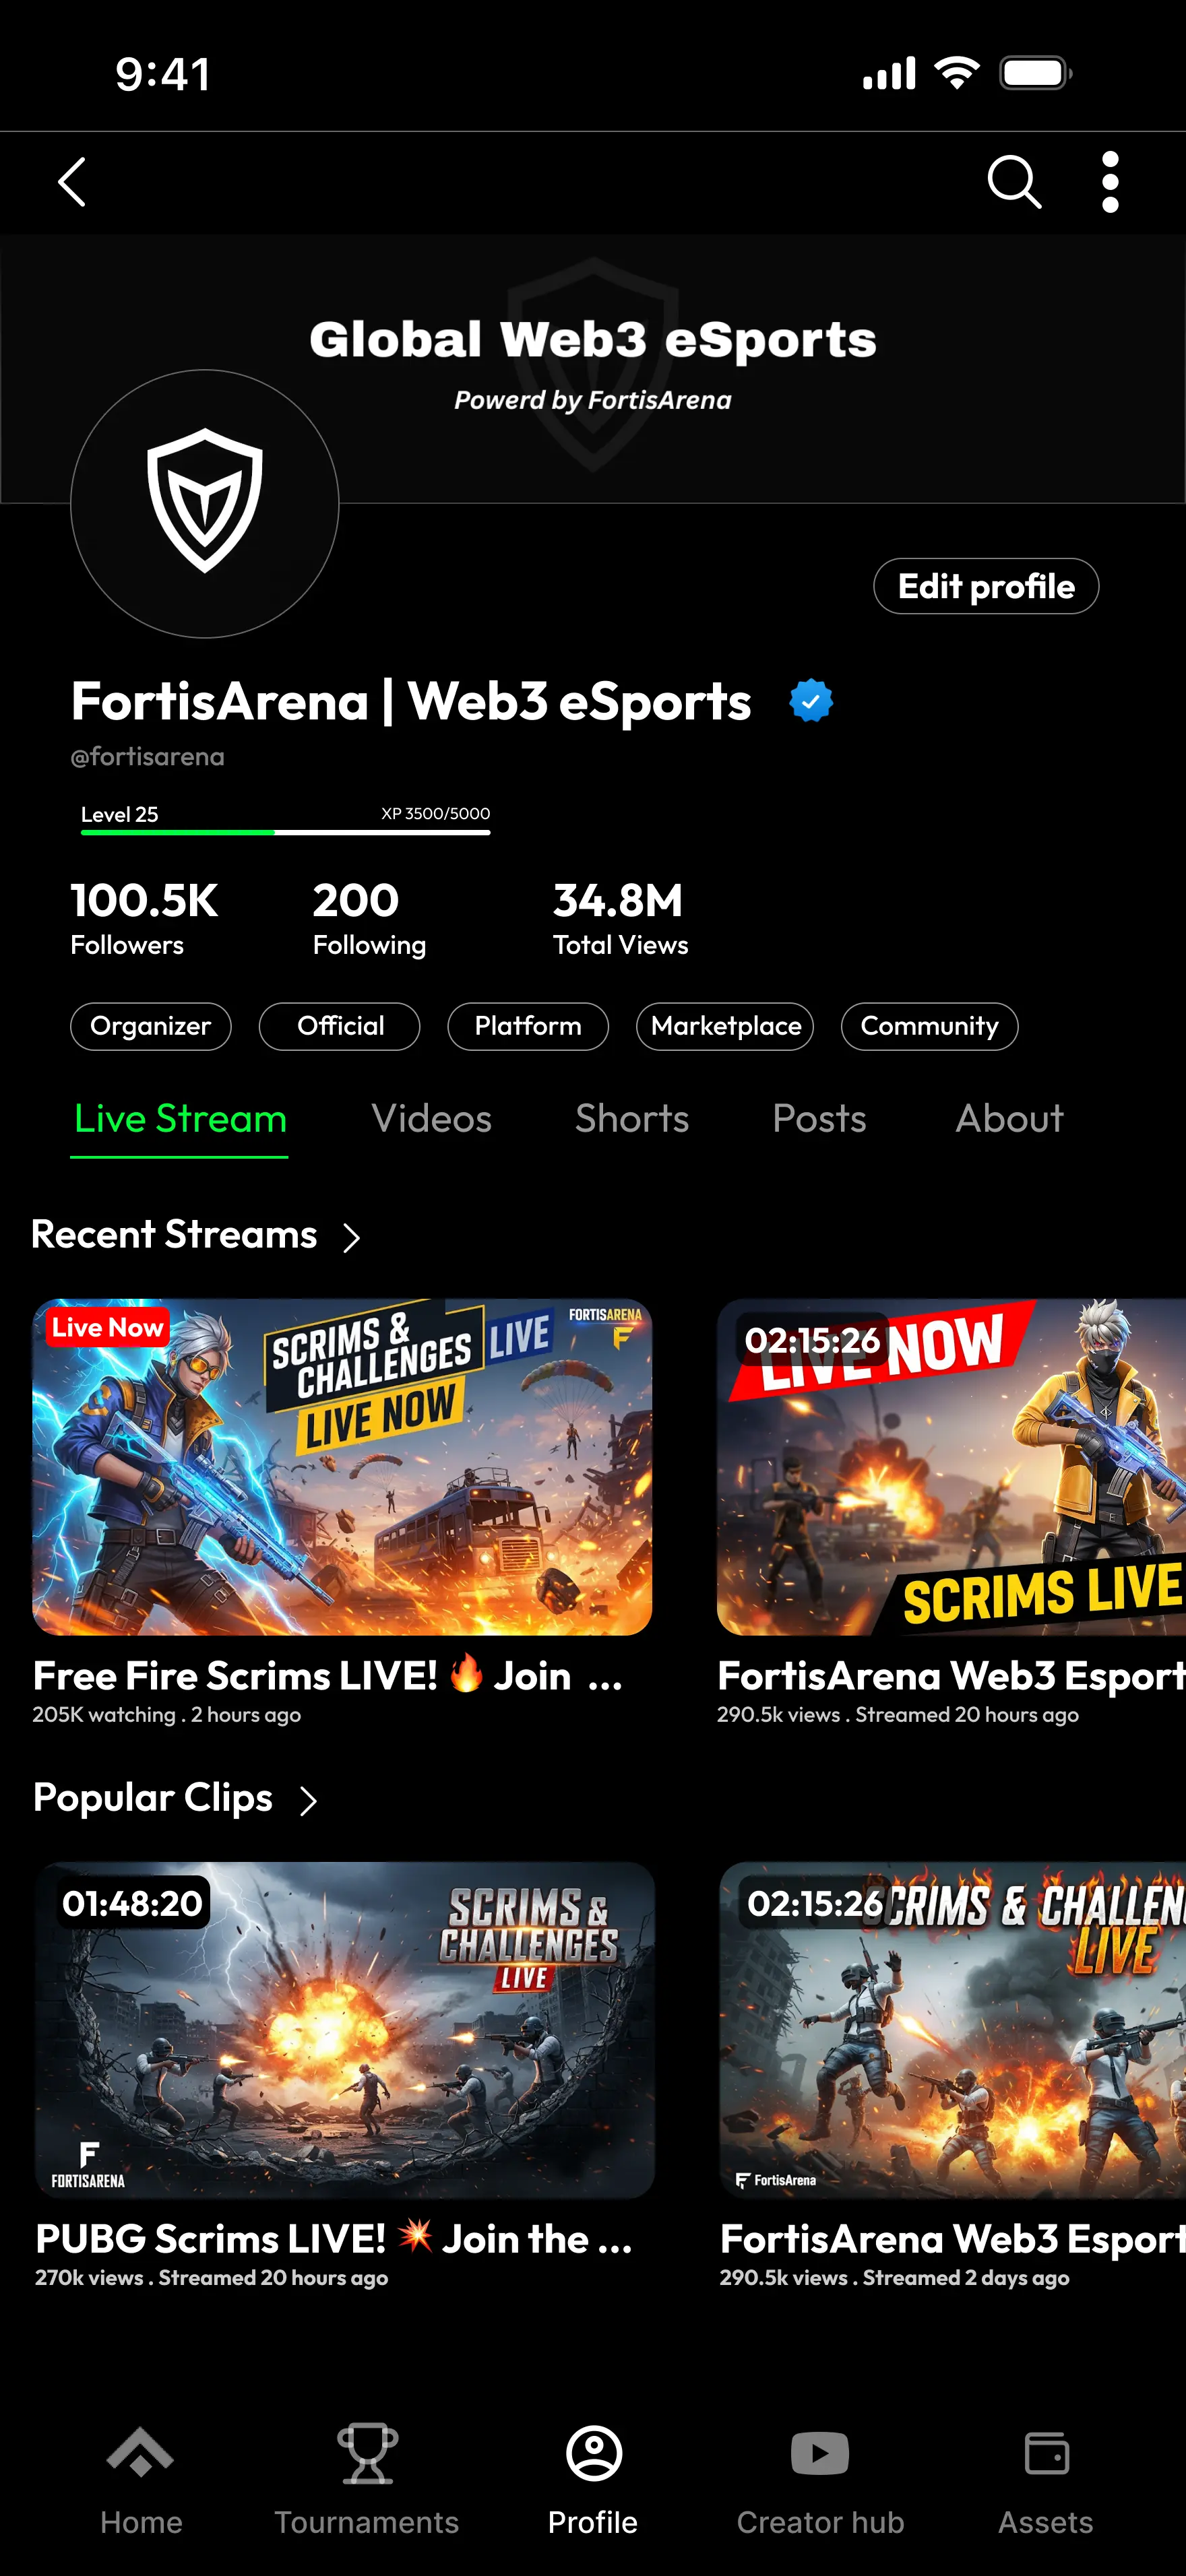 9:41
Global Web3 eSports
Powerd by FortisArena
Edit profile
FortisArena | Web3 eSports
@fortisarena
Level 25 XP 3500/5000
100.5K 200 34.8M
Followers Following Total Views
Organizer Official Platform Marketplace Community
Live Stream Videos Shorts Posts About
Recent Streams
Live Now
SCRIMS &
CHALLENGES LIVE
LIVE NOW
FORTISARENA
02:15:26
LIVE NOW
SCRIMS LIVE
Free Fire Scrims LIVE! 🔥 Join ...
205K watching . 2 hours ago
FortisArena Web3 Esport
290.5k views . Streamed 20 hours ago
Popular Clips
01:48:20
SCRIMS &
CHALLENGES
LIVE
FORTISARENA
02:15:26
CRIMS & CHALLEN
LIVE
FortisArena
PUBG Scrims LIVE! 💥 Join the ...
270k views . Streamed 20 hours ago
FortisArena Web3 Esport
290.5k views . Streamed 2 days ago
Home Tournaments Profile Creator hub Assets